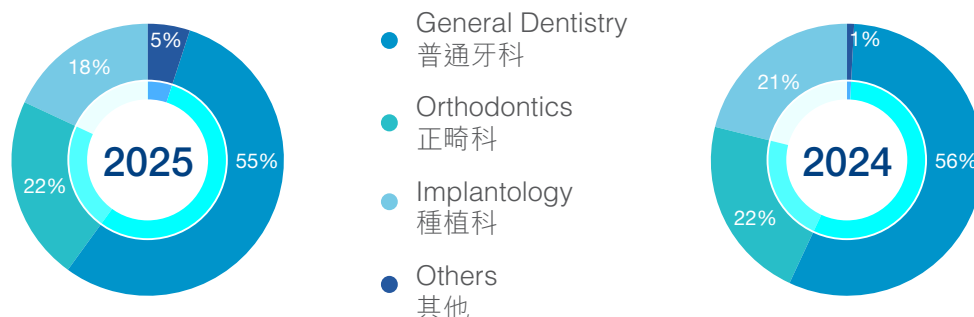 5%
18%
55%
22%
2025
General Dentistry
普通牙科
Orthodontics
正畸科
Implantology
種植科
Others
其他
1%
21%
56%
22%
2024